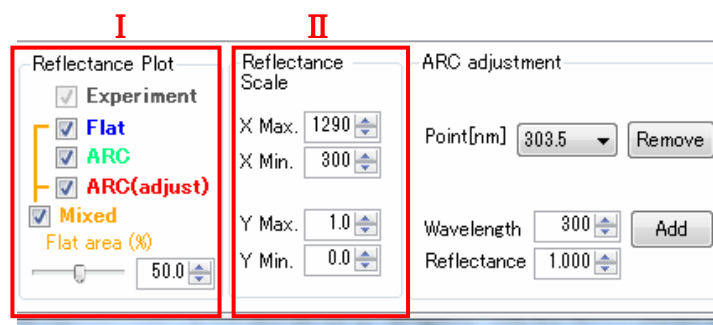 I
II
Reflectance Plot
Experiment
Flat
ARC
ARC(adjust)
Mixed
Flat area (%)
50.0
Reflectance
Scale
X Max. 1290
X Min. 300
Y Max. 1.0
Y Min. 0.0
ARC adjustment
Point[nm] 303.5 Remove
Wavelength 300 Add
Reflectance 1.000